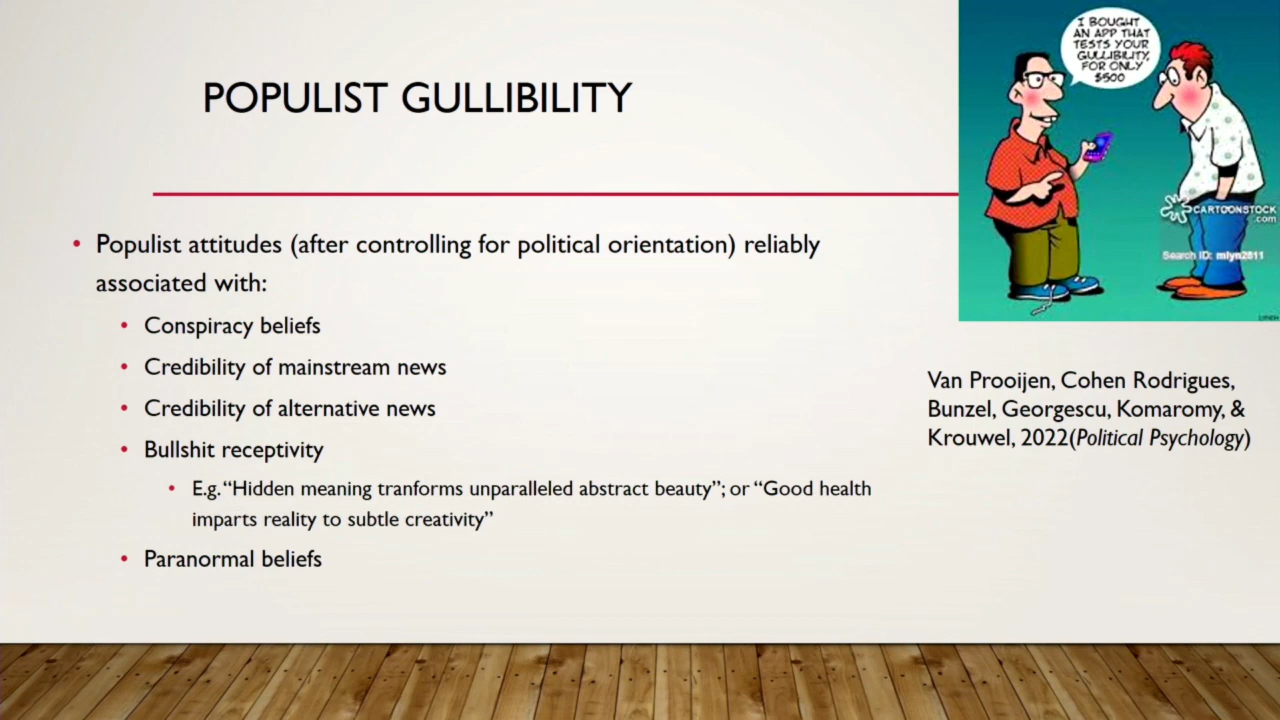 POPULIST GULLIBILITY
I BOUGHT
AN APP THAT
TESTS YOUR
GULLIBILITY,
FOR ONLY
$500
CARTOONSTOCK
.com
Search ID: mlyn2811
LYNCH
• Populist attitudes (after controlling for political orientation) reliably
associated with:
• Conspiracy beliefs
• Credibility of mainstream news
• Credibility of alternative news
• Bullshit receptivity
• E.g. “Hidden meaning tranforms unparalleled abstract beauty”; or “Good health
imparts reality to subtle creativity”
• Paranormal beliefs
Van Prooijen, Cohen Rodrigues,
Bunzel, Georgescu, Komaromy, &
Krouwel, 2022(Political Psychology)